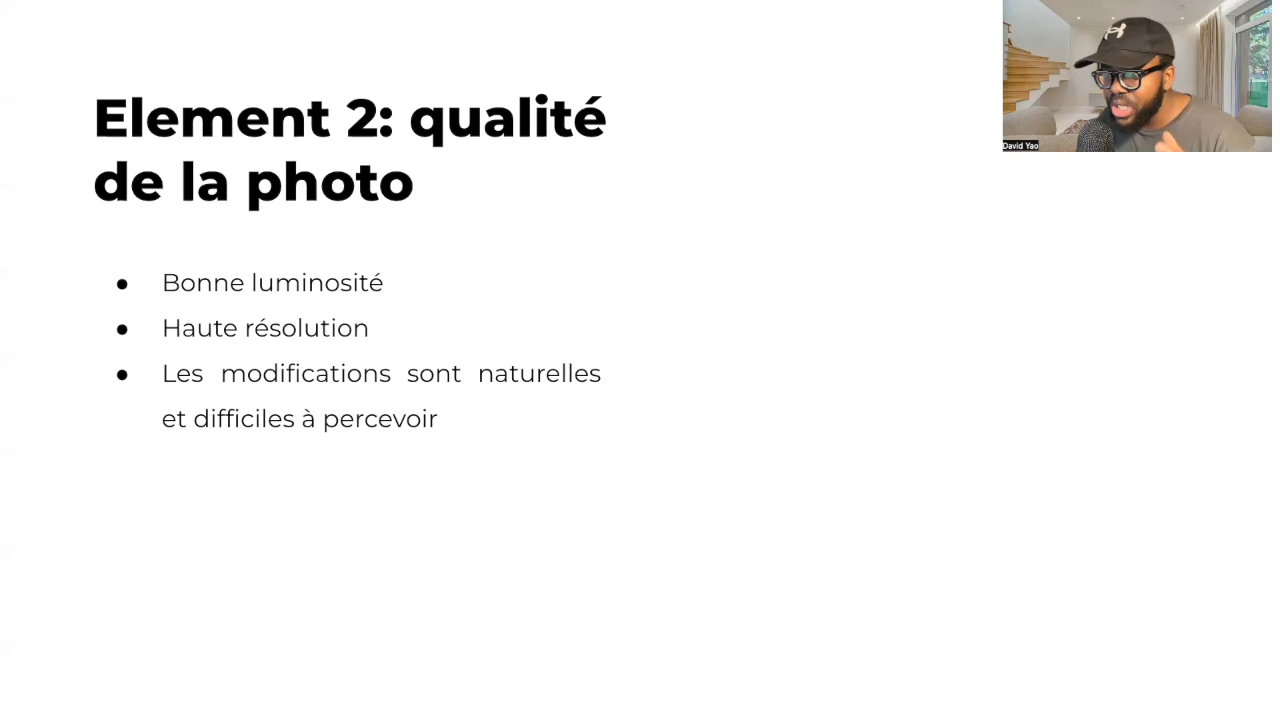 Element 2: qualité
de la photo
● Bonne luminosité
● Haute résolution
● Les modifications sont naturelles
et difficiles à percevoir
David Yao